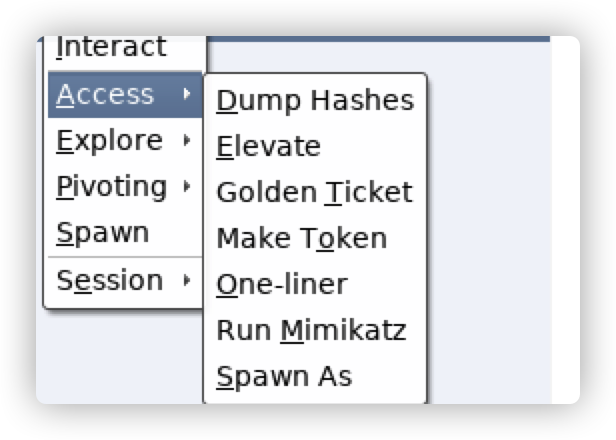 Interact
Access
Explore
Pivoting
Spawn
Session
Dump Hashes
Elevate
Golden Ticket
Make Token
One-liner
Run Mimikatz
Spawn As